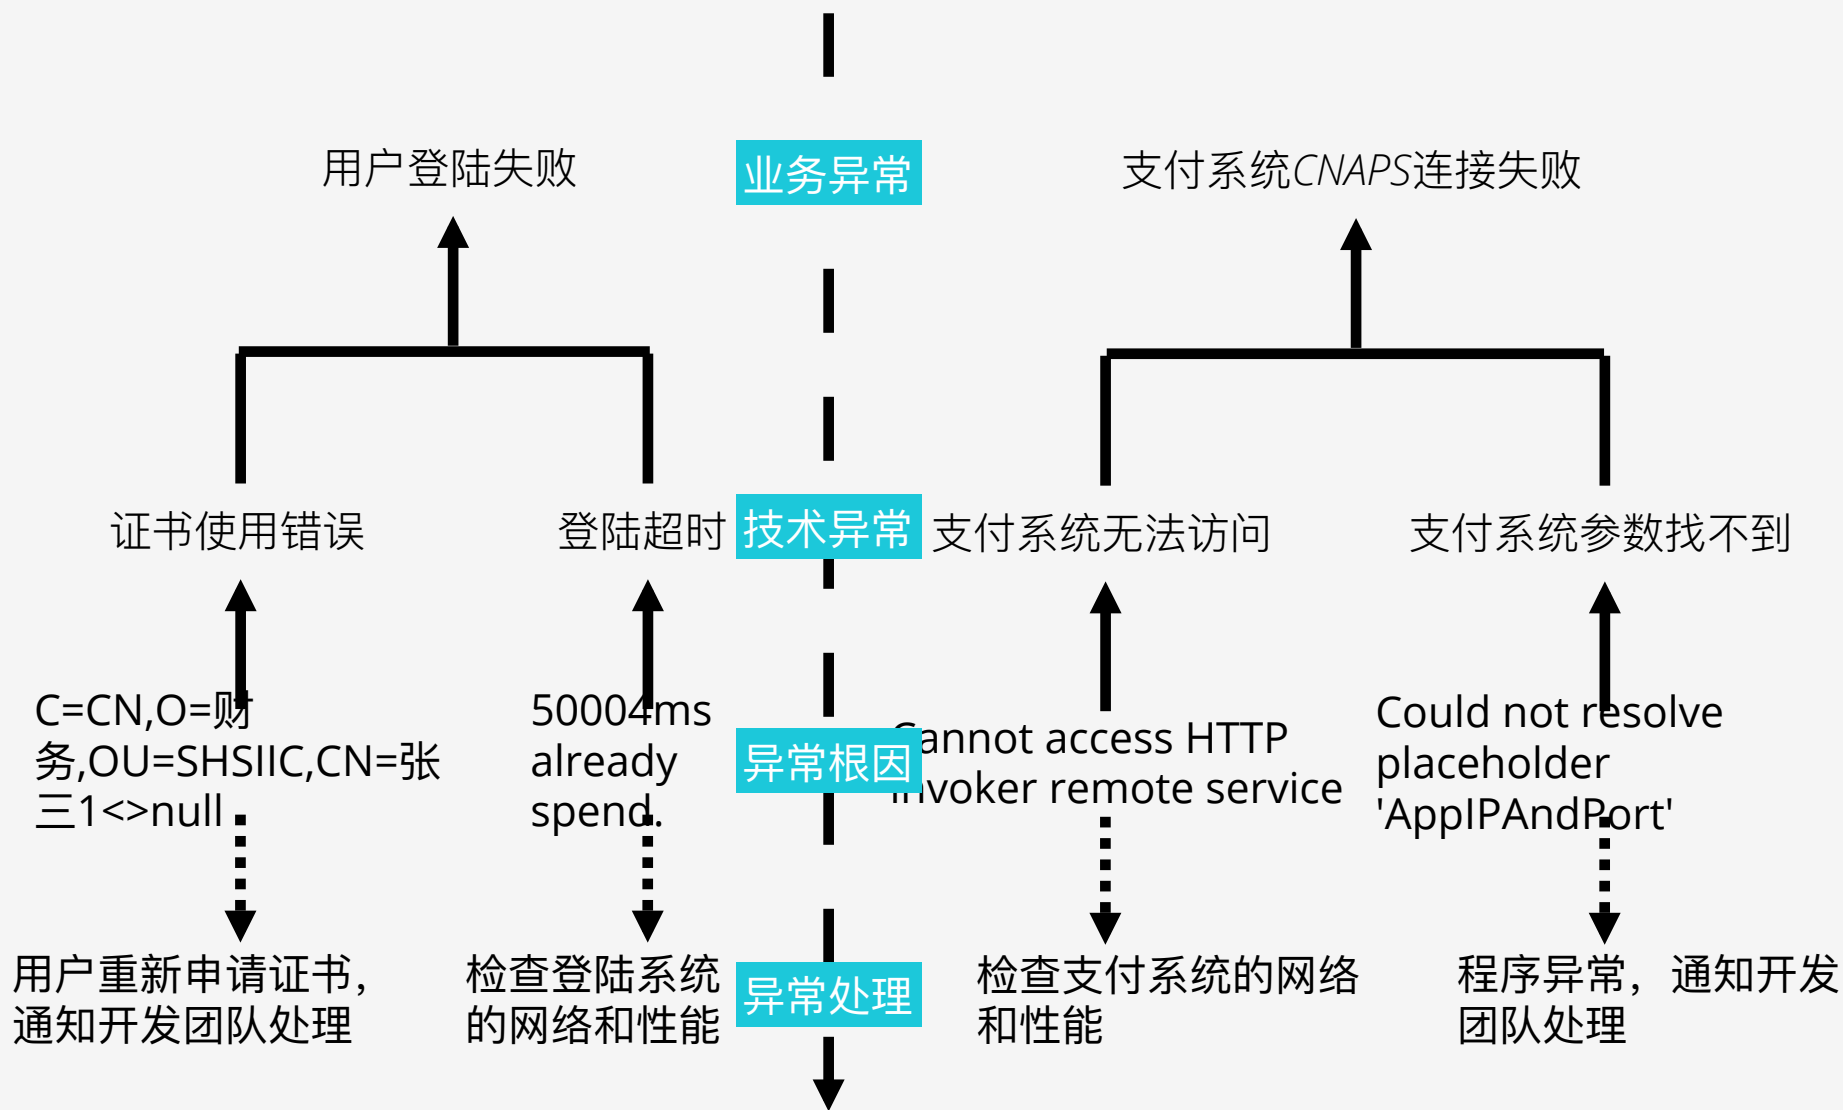 用户登陆失败
业务异常
支付系统CNAPS连接失败
证书使用错误
登陆超时
技术异常
支付系统无法访问
支付系统参数找不到
C=CN,O=财
务,OU=SHSIIC,CN=张
三1<>null
50004ms
already
spend.
异常根因
Cannot access HTTP
invoker remote service
Could not resolve
placeholder
'AppIPAndPort'
用户重新申请证书，
通知开发团队处理
检查登陆系统
的网络和性能
异常处理
检查支付系统的网络
和性能
程序异常，通知开发
团队处理